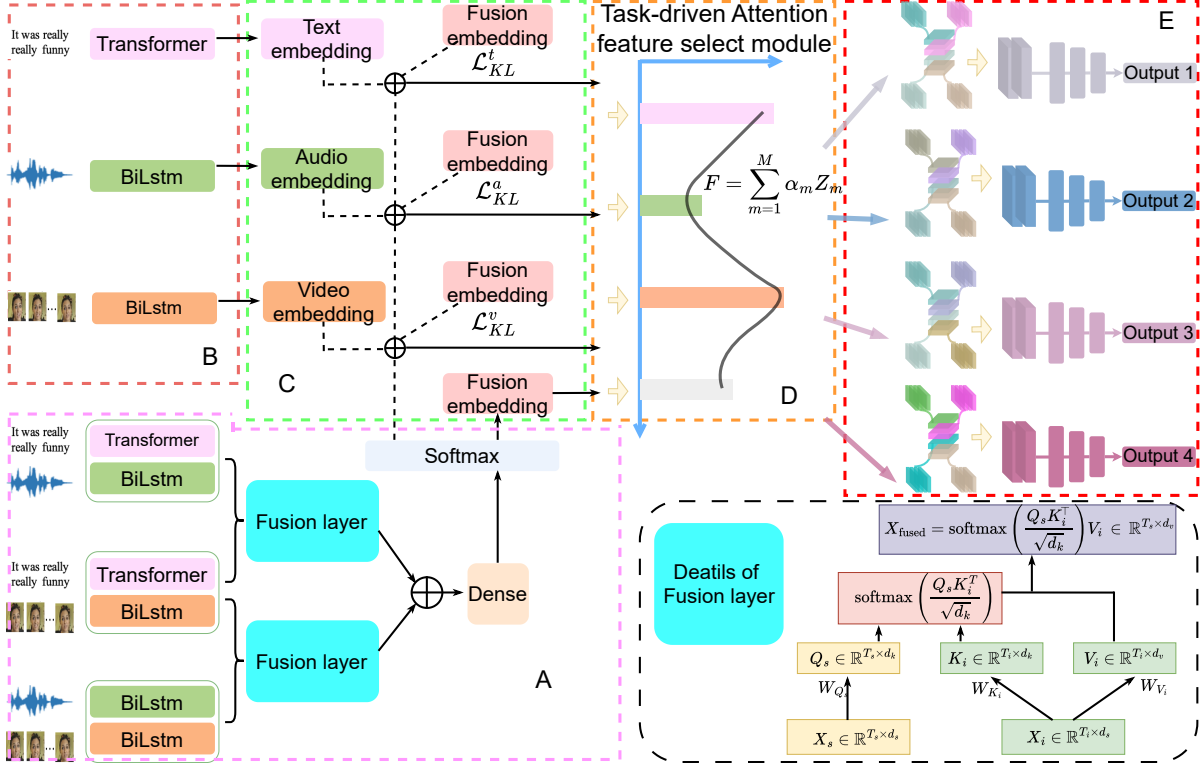 It was really
really funny
Transformer
BiLstm
BiLstm
B
Text
embedding
Fusion
embedding
$\mathcal{L}_{KL}^{t}$
Audio
embedding
Fusion
embedding
$\mathcal{L}_{KL}^{a}$
Video
embedding
Fusion
embedding
$\mathcal{L}_{KL}^{v}$
Fusion
embedding
C
Task-driven Attention
feature select module
$F = \sum_{m=1}^{M} \alpha_m Z_m$
D
E
Output 1
Output 2
Output 3
Output 4
It was really
really funny
Transformer
BiLstm
It was really
really funny
Transformer
BiLstm
BiLstm
BiLstm
Fusion layer
Fusion layer
Softmax
Dense
A
Deatils of
Fusion layer
$X_{\text{fused}} = \text{softmax}\left(\frac{Q_s K_i^{\top}}{\sqrt{d_k}}\right) V_i \in \mathbb{R}^{T_s \times d_v}$
$\text{softmax}\left(\frac{Q_s K_i^{T}}{\sqrt{d_k}}\right)$
$Q_s \in \mathbb{R}^{T_s \times d_k}$
$K_i \in \mathbb{R}^{T_i \times d_k}$
$V_i \in \mathbb{R}^{T_i \times d_v}$
$W_{Q_s}$
$W_{K_i}$
$W_{V_i}$
$X_s \in \mathbb{R}^{T_s \times d_s}$
$X_i \in \mathbb{R}^{T_i \times d_s}$